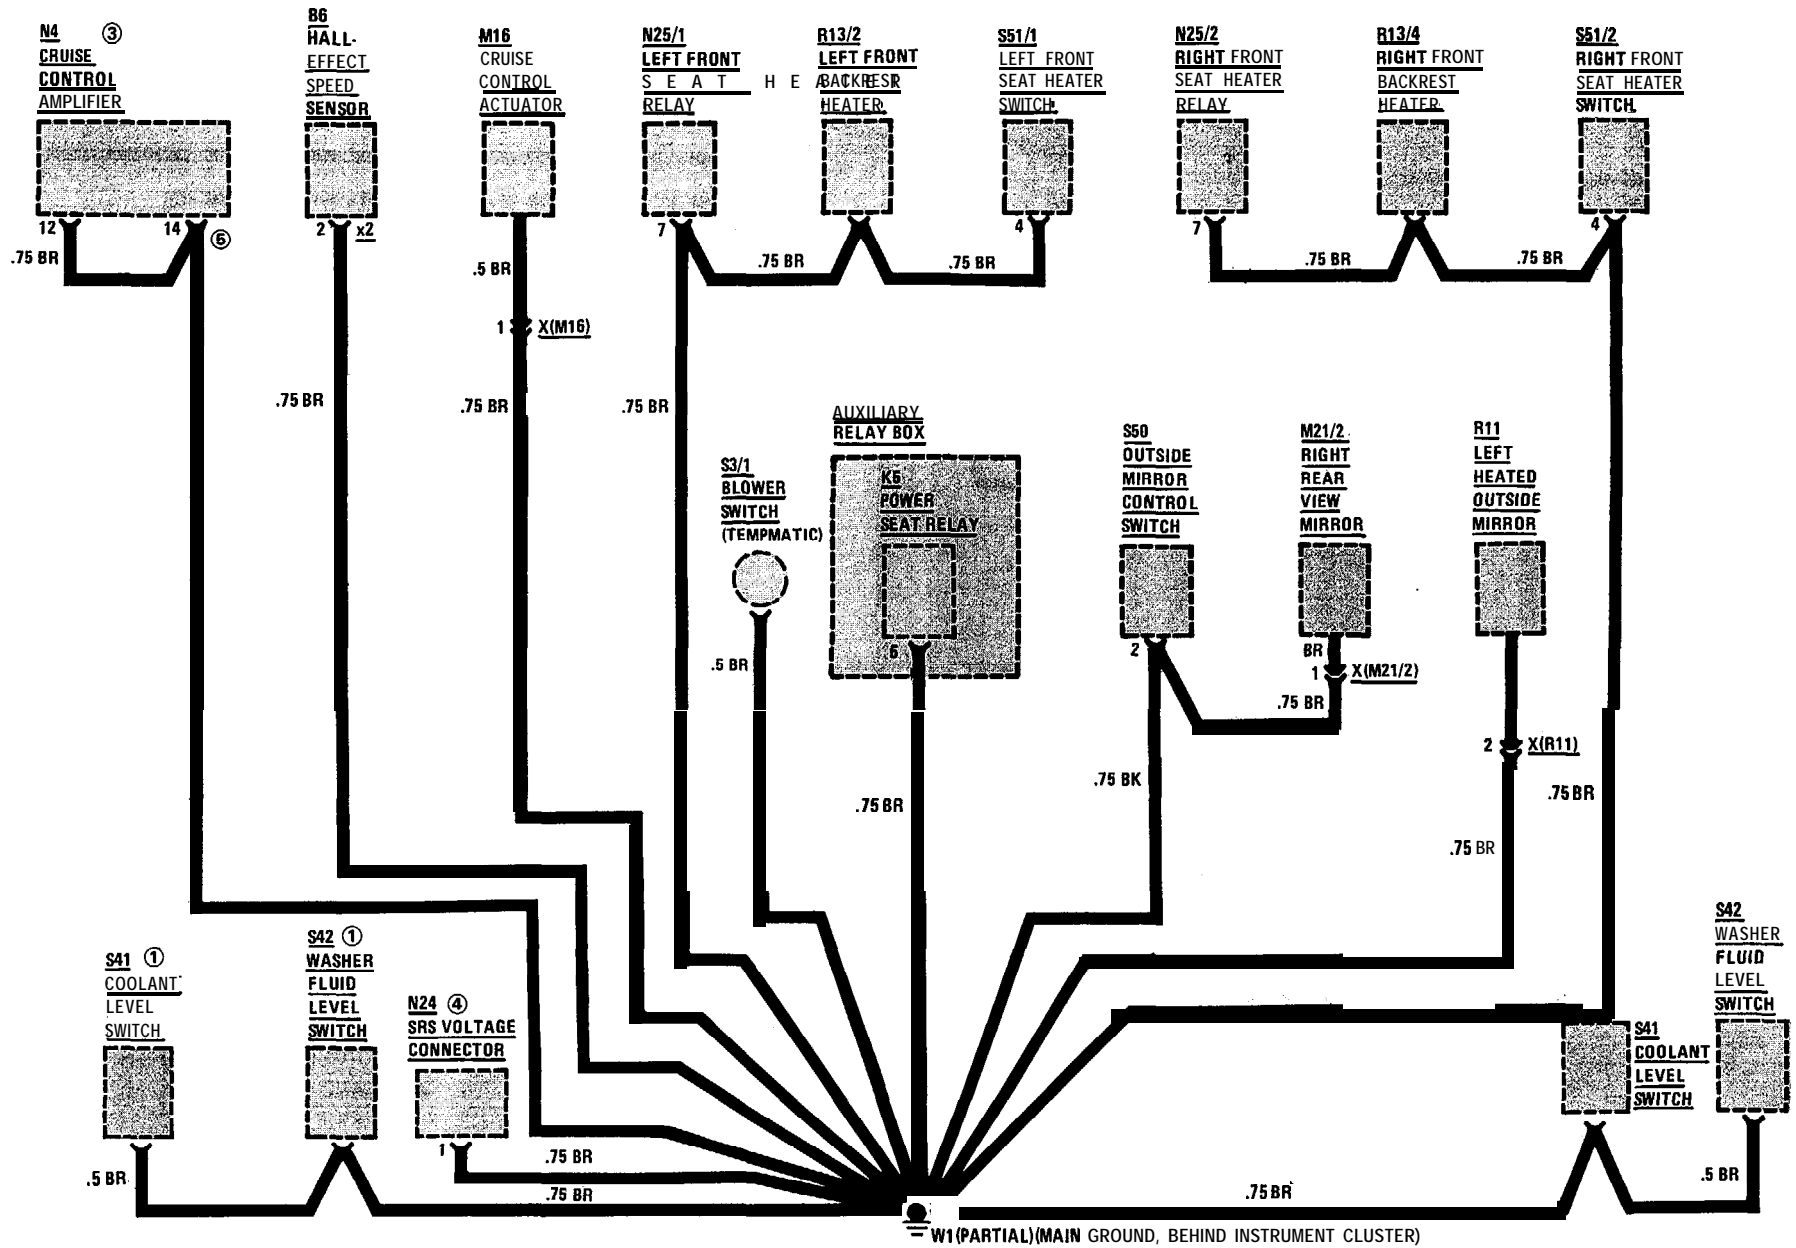 N4 ③
CRUISE
CONTROL
AMPLIFIER
B6
HALL-
EFFECT
SPEED
SENSOR
M16
CRUISE
CONTROL
ACTUATOR
N25/1
LEFT FRONT
SEAT HEATER
RELAY
R13/2
LEFT FRONT
BACKREST
HEATER
S51/1
LEFT FRONT
SEAT HEATER
SWITCH
N25/2
RIGHT FRONT
SEAT HEATER
RELAY
R13/4
RIGHT FRONT
BACKREST
HEATER
S51/2
RIGHT FRONT
SEAT HEATER
SWITCH
12
14
⑤
2
x2
7
4
7
4
.75 BR
.5 BR
.75 BR
.75 BR
.75 BR
.75 BR
1
X(M16)
.75 BR
.75 BR
.75 BR
AUXILIARY
RELAY BOX
K5
POWER
SEAT RELAY
6
S3/1
BLOWER
SWITCH
(TEMPMATIC)
.5 BR
S50
OUTSIDE
MIRROR
CONTROL
SWITCH
2
M21/2
RIGHT
REAR
VIEW
MIRROR
BR
1
X(M21/2)
.75 BR
R11
LEFT
HEATED
OUTSIDE
MIRROR
2
X(R11)
.75 BR
.75 BK
.75 BR
.75 BR
S41 ①
COOLANT
LEVEL
SWITCH
S42 ①
WASHER
FLUID
LEVEL
SWITCH
N24 ④
SRS VOLTAGE
CONNECTOR
1
.5 BR
.75 BR
.75 BR
S42
WASHER
FLUID
LEVEL
SWITCH
S41
COOLANT
LEVEL
SWITCH
.75 BR
.5 BR
W1 (PARTIAL) (MAIN GROUND, BEHIND INSTRUMENT CLUSTER)